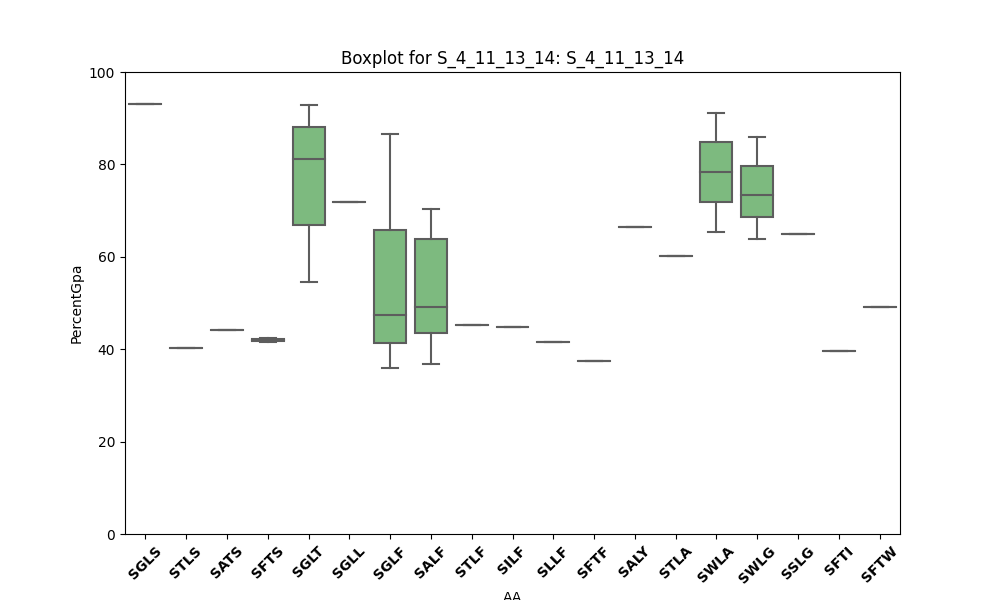 Boxplot for S_4_11_13_14: S_4_11_13_14
100
80
60
40
20
0
PercentGpa
SGLS STLS SATS SFTS SGLT SGLL SGLF SALF STLF SILF SLLF SFTF SALY STLA SWLA SWLG SSLG SFTI SFTW
AA